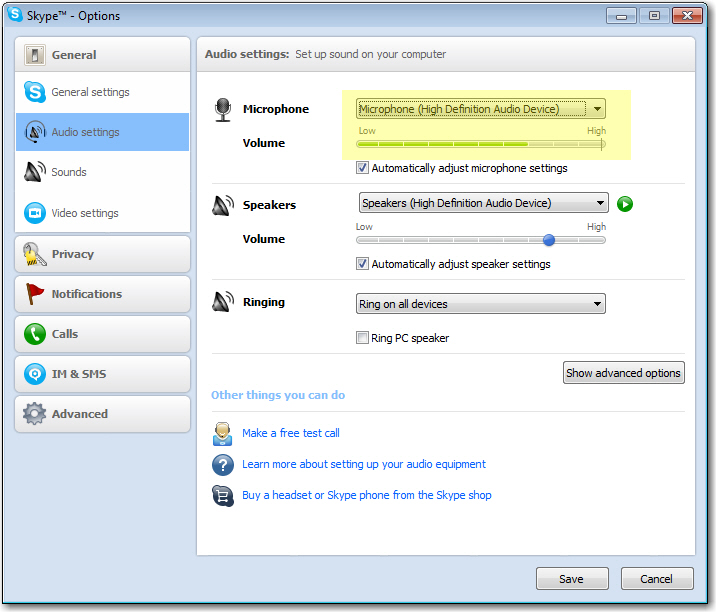 Skype™ - Options
General
General settings
Audio settings
Sounds
Video settings
Privacy
Notifications
Calls
IM & SMS
Advanced
Audio settings: Set up sound on your computer
Microphone
Microphone (High Definition Audio Device)
Volume
Low High
Automatically adjust microphone settings
Speakers
Speakers (High Definition Audio Device)
Volume
Low High
Automatically adjust speaker settings
Ringing
Ring on all devices
Ring PC speaker
Show advanced options
Other things you can do
Make a free test call
Learn more about setting up your audio equipment
Buy a headset or Skype phone from the Skype shop
Save
Cancel